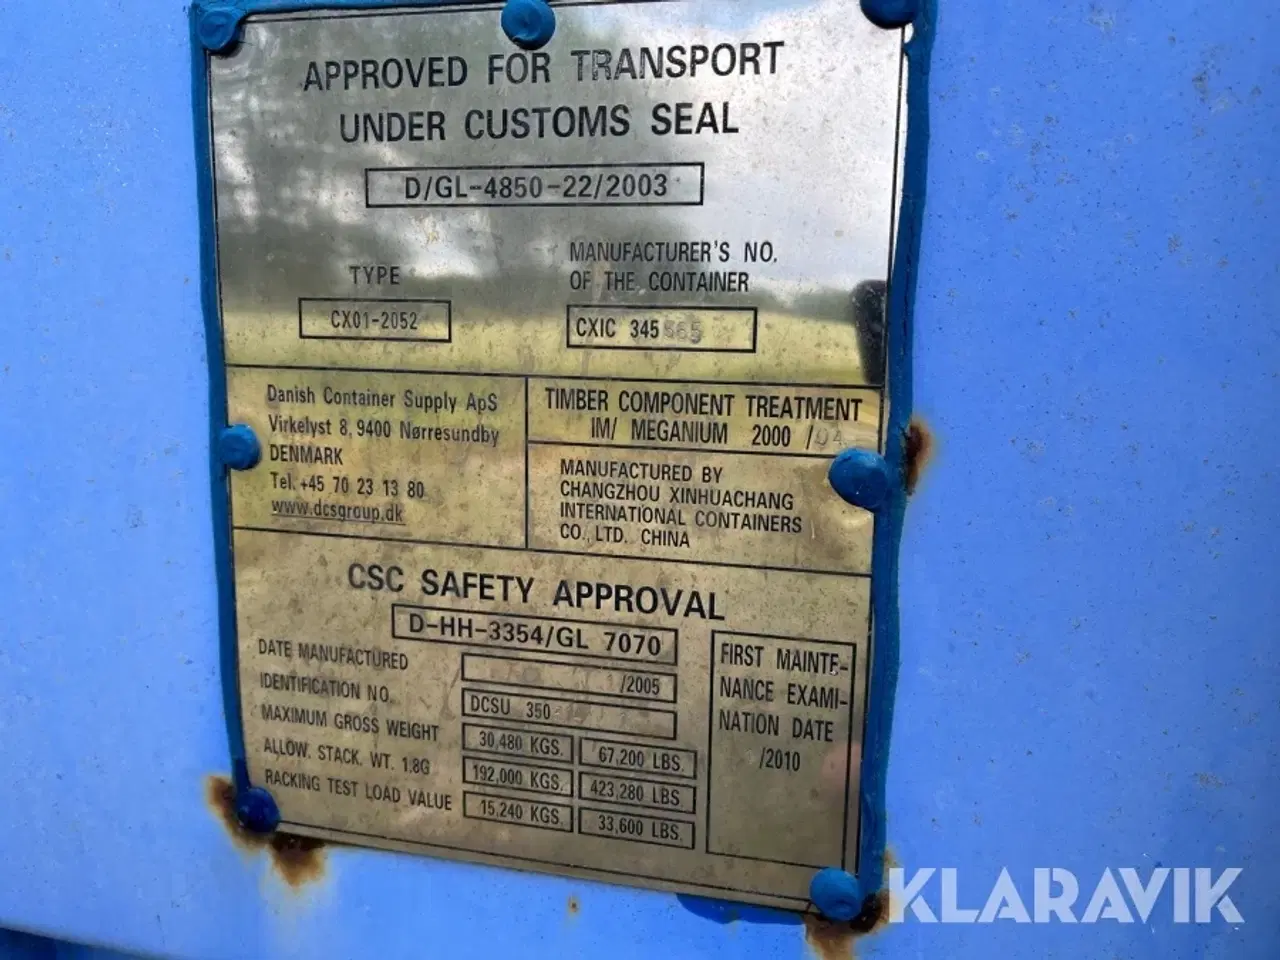 APPROVED FOR TRANSPORT
UNDER CUSTOMS SEAL
D/GL-4850-22/2003
TYPE
CX01-2052
MANUFACTURER'S NO.
OF THE CONTAINER
CXIC 345
Danish Container Supply ApS
Virkelyst 8, 9400 Nørresundby
DENMARK
Tel. +45 70 23 13 80
www.dcsgroup.dk
TIMBER COMPONENT TREATMENT
IM/ MEGANIUM 2000 /04
MANUFACTURED BY
CHANGZHOU XINHUACHANG
INTERNATIONAL CONTAINERS
CO., LTD. CHINA
CSC SAFETY APPROVAL
D-HH-3354/GL 7070
DATE MANUFACTURED /2005
IDENTIFICATION NO. DCSU 350
MAXIMUM GROSS WEIGHT 30,480 KGS. 67,200 LBS.
ALLOW. STACK. WT. 1.8G 192,000 KGS. 423,280 LBS.
RACKING TEST LOAD VALUE 15,240 KGS. 33,600 LBS.
FIRST MAINTE-
NANCE EXAMI-
NATION DATE
/2010
KLARAVIK